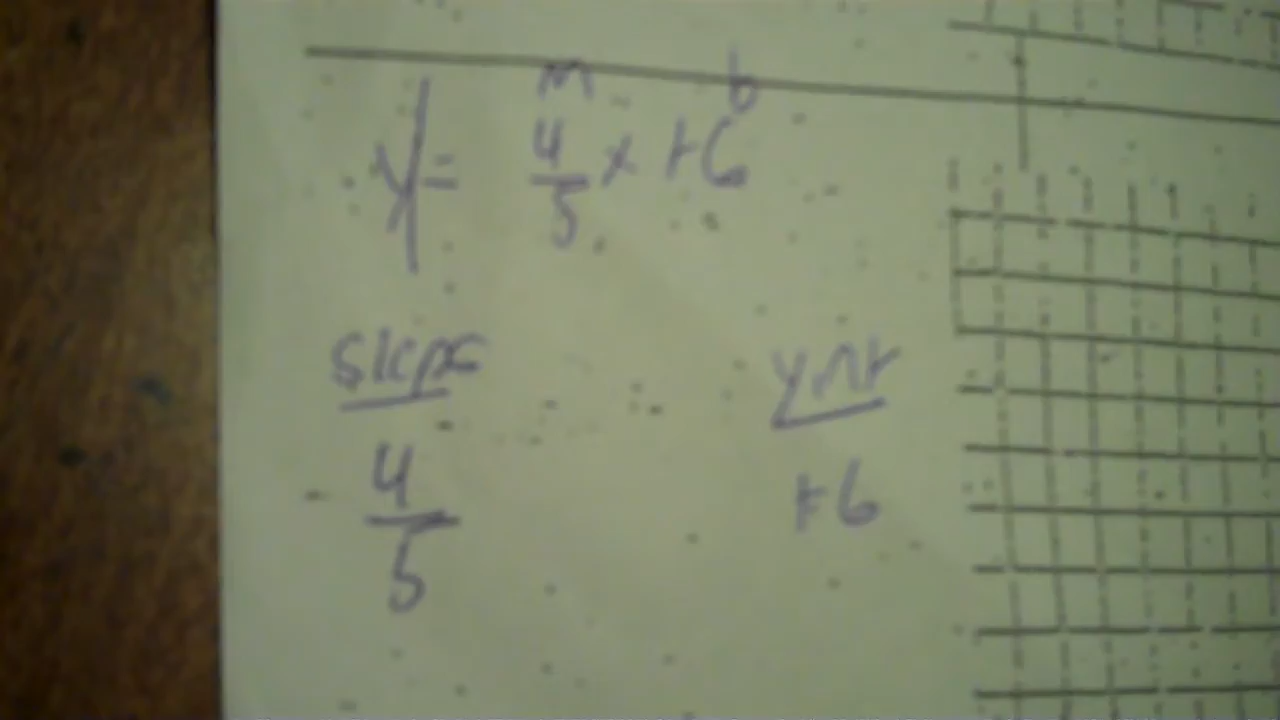 m b
y = 4/5 x +6
slope y int
4/5 +6